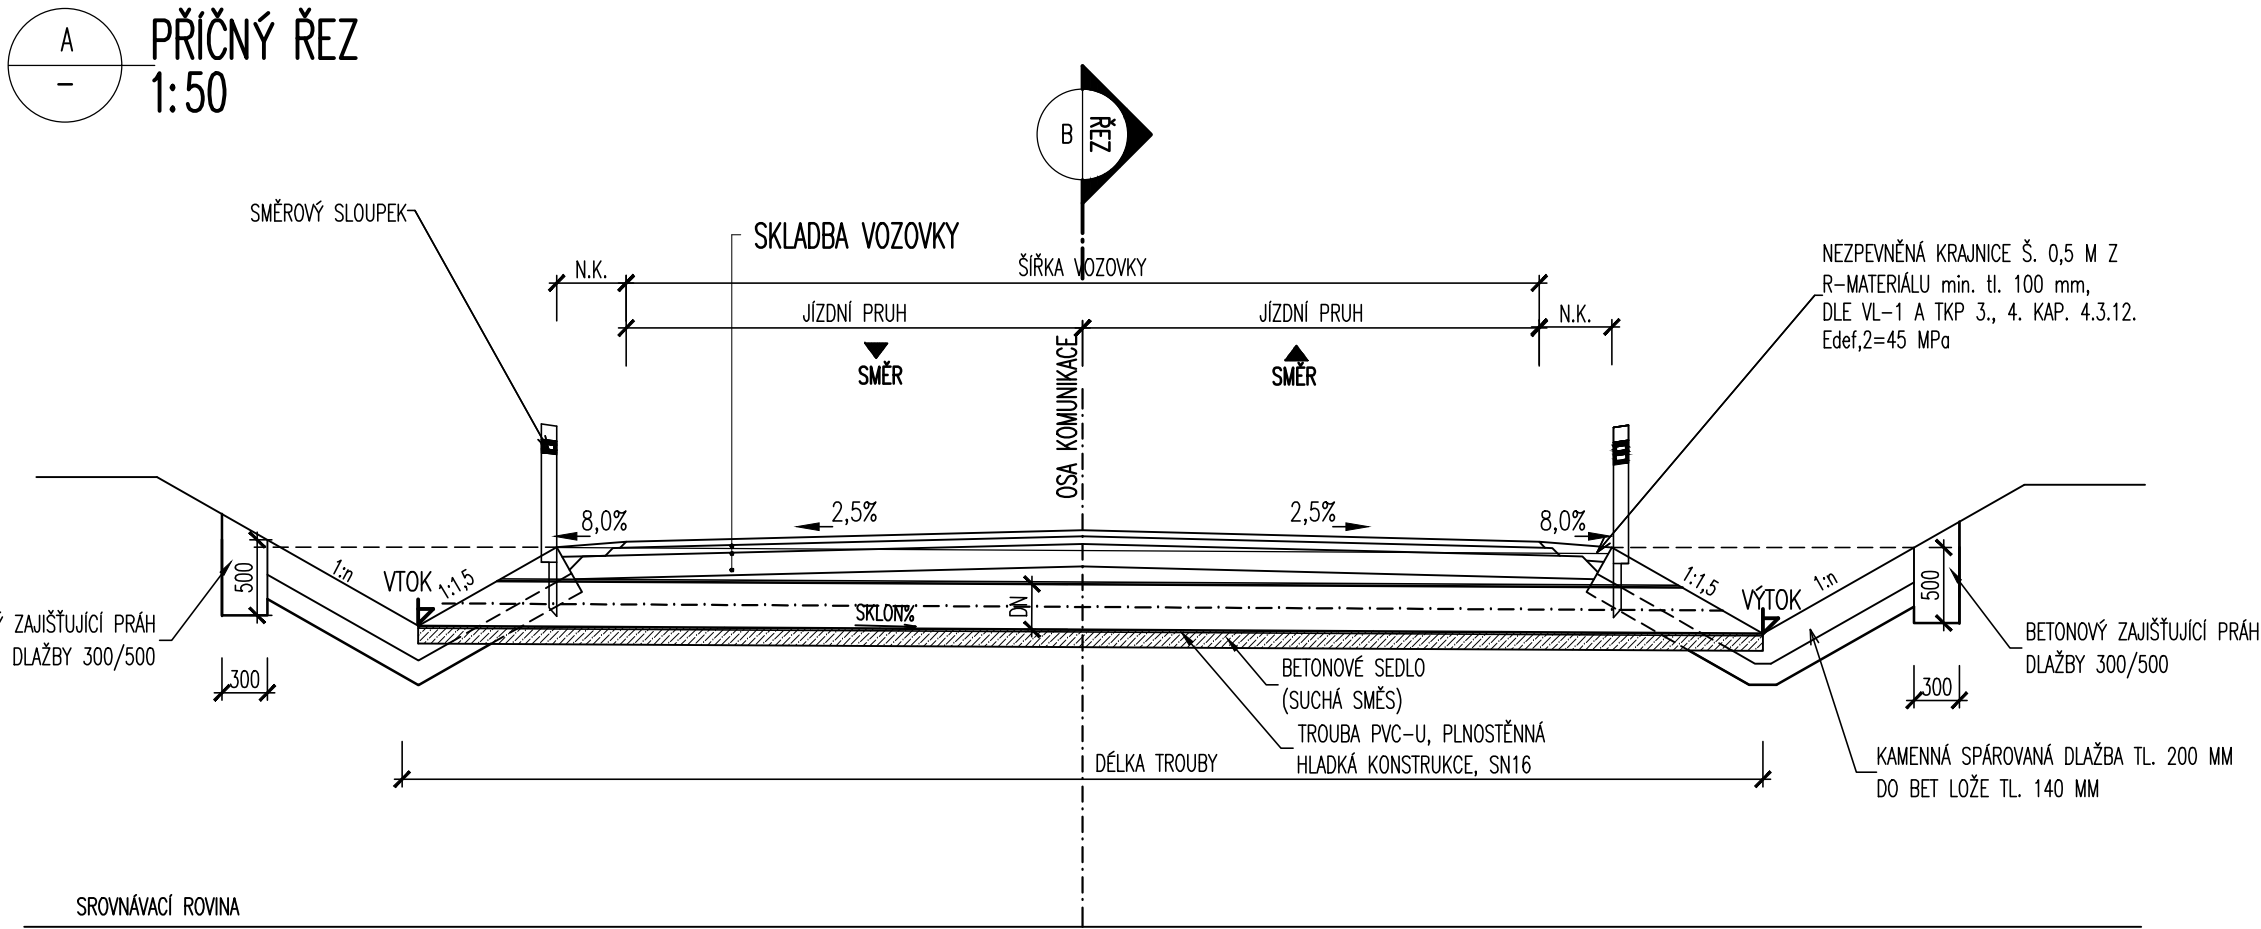 A
–
PŘÍČNÝ ŘEZ
1:50
B
ŘEZ
SMĚROVÝ SLOUPEK
SKLADBA VOZOVKY
N.K.
ŠÍŘKA VOZOVKY
JÍZDNÍ PRUH
JÍZDNÍ PRUH
N.K.
SMĚR
SMĚR
OSA KOMUNIKACE
NEZPEVNĚNÁ KRAJNICE Š. 0,5 M Z
R-MATERIÁLU min. tl. 100 mm,
DLE VL-1 A TKP 3., 4. KAP. 4.3.12.
Edef,2=45 MPa
8,0%
2,5%
2,5%
8,0%
500
1:n
VTOK
1:1,5
SKLON%
DN
1:1,5
VÝTOK
1:n
500
Ý ZAJIŠŤUJÍCÍ PRÁH
DLAŽBY 300/500
300
BETONOVÉ SEDLO
(SUCHÁ SMĚS)
TROUBA PVC-U, PLNOSTĚNNÁ
HLADKÁ KONSTRUKCE, SN16
BETONOVÝ ZAJIŠŤUJÍCÍ PRÁH
DLAŽBY 300/500
300
DÉLKA TROUBY
KAMENNÁ SPÁROVANÁ DLAŽBA TL. 200 MM
DO BET LOŽE TL. 140 MM
SROVNÁVACÍ ROVINA